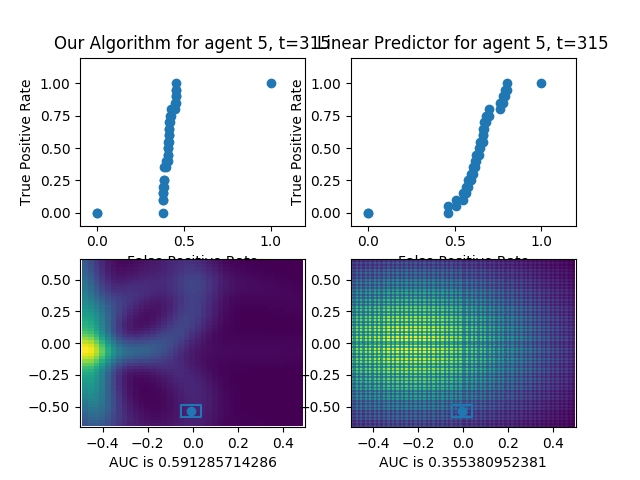 Our Algorithm for agent 5, t=315
Linear Predictor for agent 5, t=315
True Positive Rate
1.00
0.75
0.50
0.25
0.00
0.0 0.5 1.0
False Positive Rate
True Positive Rate
1.00
0.75
0.50
0.25
0.00
0.0 0.5 1.0
False Positive Rate
0.50
0.25
0.00
−0.25
−0.50
−0.4 −0.2 0.0 0.2 0.4
AUC is 0.591285714286
0.50
0.25
0.00
−0.25
−0.50
−0.4 −0.2 0.0 0.2 0.4
AUC is 0.355380952381